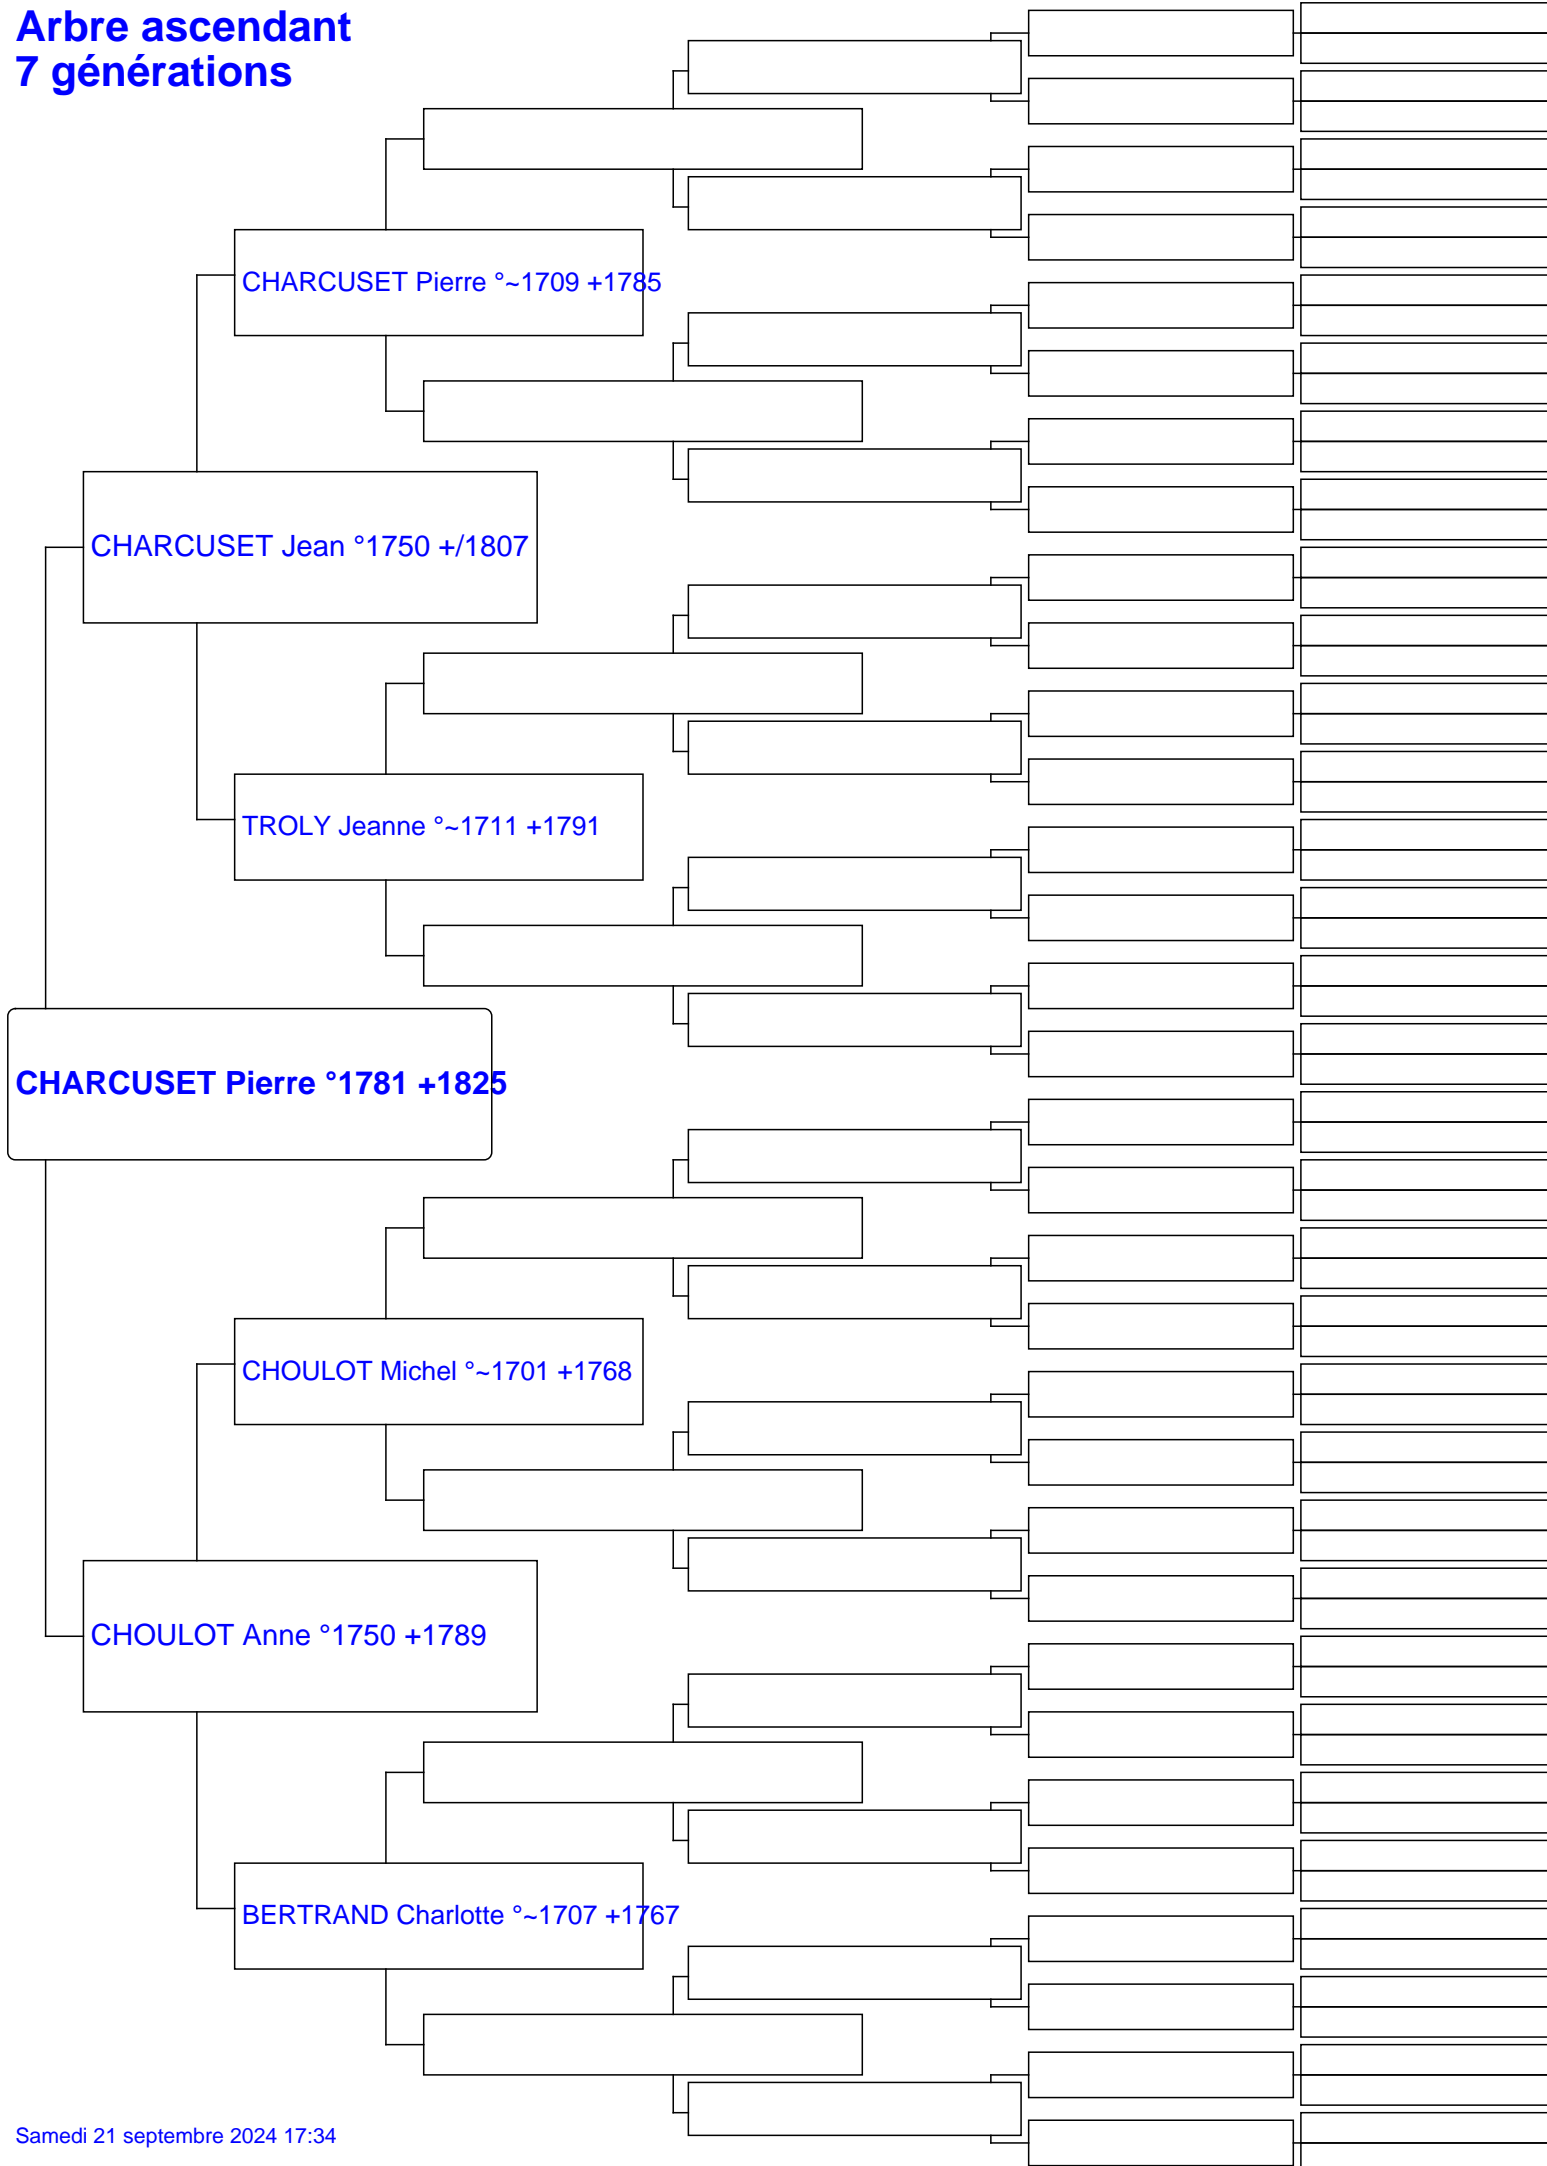 Arbre ascendant
7 générations
CHARCUSET Pierre °~1709 +1785
CHARCUSET Jean °1750 +/1807
TROLY Jeanne °~1711 +1791
CHARCUSET Pierre °1781 +1825
CHOULOT Michel °~1701 +1768
CHOULOT Anne °1750 +1789
BERTRAND Charlotte °~1707 +1767
Samedi 21 septembre 2024 17:34